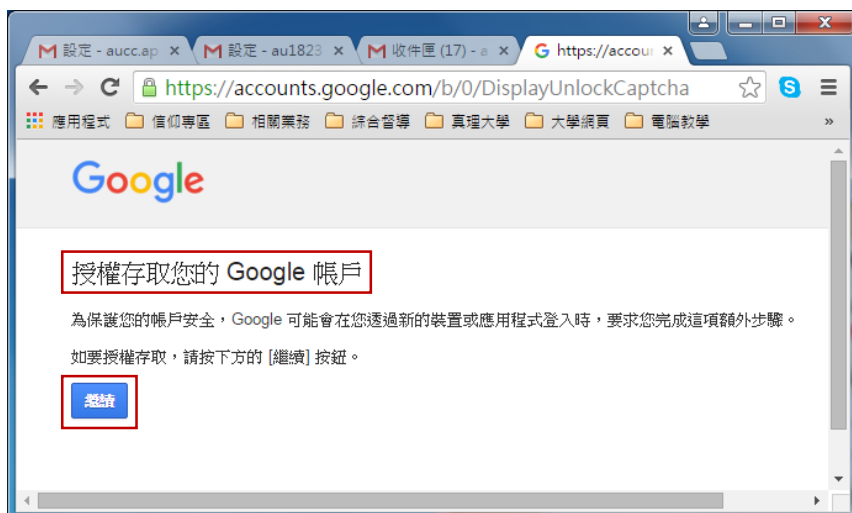 設定 - aucc.ap
設定 - au1823
收件匣 (17) - a
https://accou
https://accounts.google.com/b/0/DisplayUnlockCaptcha
應用程式 信仰專區 相關業務 綜合督導 真理大學 大學網頁 電腦教學 »
Google
授權存取您的 Google 帳戶
為保護您的帳戶安全，Google 可能會在您透過新的裝置或應用程式登入時，要求您完成這項額外步驟。
如要授權存取，請按下方的 [繼續] 按鈕。
繼續